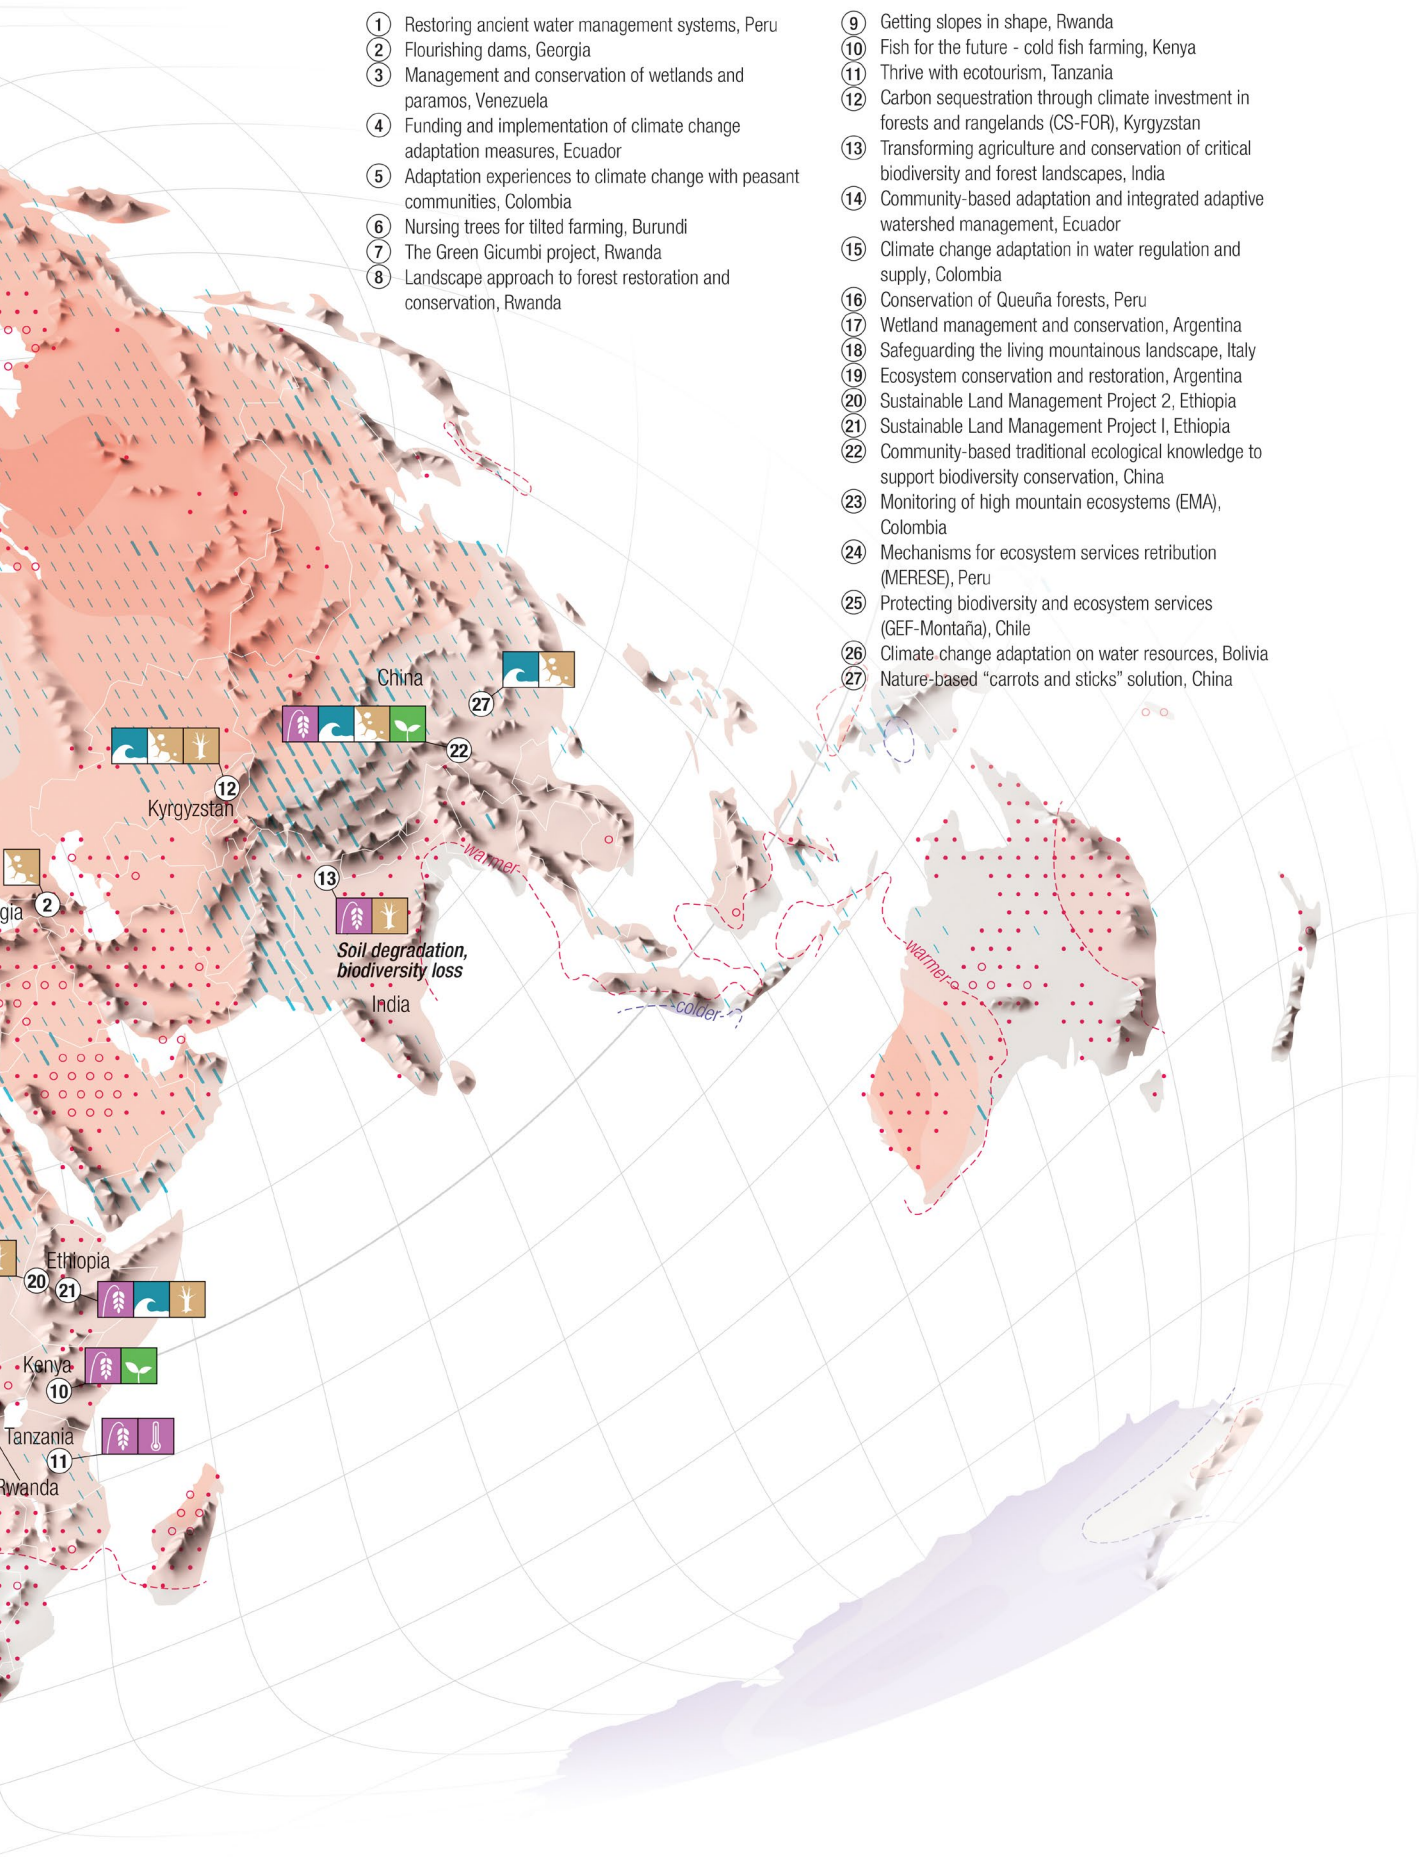 1 Restoring ancient water management systems, Peru
2 Flourishing dams, Georgia
3 Management and conservation of wetlands and
paramos, Venezuela
4 Funding and implementation of climate change
adaptation measures, Ecuador
5 Adaptation experiences to climate change with peasant
communities, Colombia
6 Nursing trees for tilted farming, Burundi
7 The Green Gicumbi project, Rwanda
8 Landscape approach to forest restoration and
conservation, Rwanda
9 Getting slopes in shape, Rwanda
10 Fish for the future - cold fish farming, Kenya
11 Thrive with ecotourism, Tanzania
12 Carbon sequestration through climate investment in
forests and rangelands (CS-FOR), Kyrgyzstan
13 Transforming agriculture and conservation of critical
biodiversity and forest landscapes, India
14 Community-based adaptation and integrated adaptive
watershed management, Ecuador
15 Climate change adaptation in water regulation and
supply, Colombia
16 Conservation of Queuña forests, Peru
17 Wetland management and conservation, Argentina
18 Safeguarding the living mountainous landscape, Italy
19 Ecosystem conservation and restoration, Argentina
20 Sustainable Land Management Project 2, Ethiopia
21 Sustainable Land Management Project I, Ethiopia
22 Community-based traditional ecological knowledge to
support biodiversity conservation, China
23 Monitoring of high mountain ecosystems (EMA),
Colombia
24 Mechanisms for ecosystem services retribution
(MERESE), Peru
25 Protecting biodiversity and ecosystem services
(GEF-Montaña), Chile
26 Climate change adaptation on water resources, Bolivia
27 Nature-based “carrots and sticks” solution, China
China
27
22
12
Kyrgyzstan
warmer
13
2
gia
Soil degradation,
biodiversity loss
India
warmer
colder
Ethiopia
20
21
Kenya
10
Tanzania
11
Rwanda